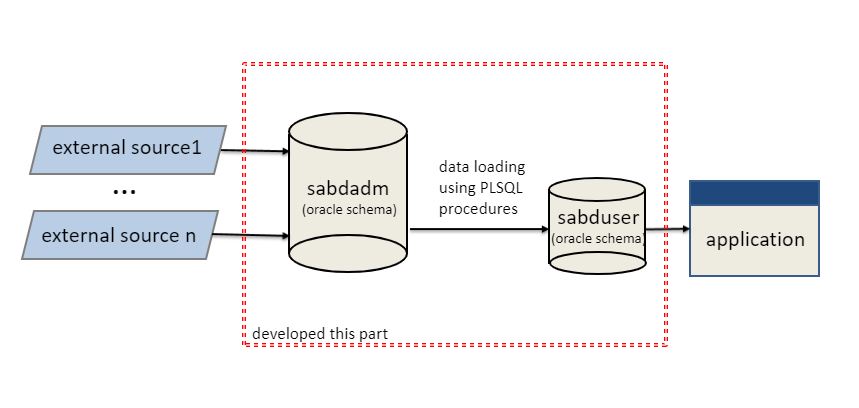 external source1
...
external source n
sabdadm
(oracle schema)
data loading
using PLSQL
procedures
sabduser
(oracle schema)
application
developed this part